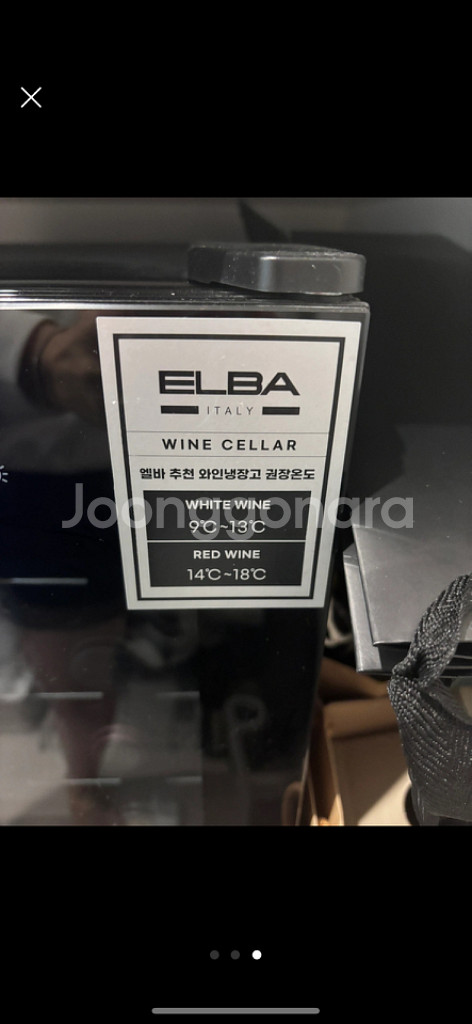 ELBA
ITALY
WINE CELLAR
엘바 추천 와인냉장고 권장온도
Joonggonara
WHITE WINE
9℃~13℃
RED WINE
14℃~18℃